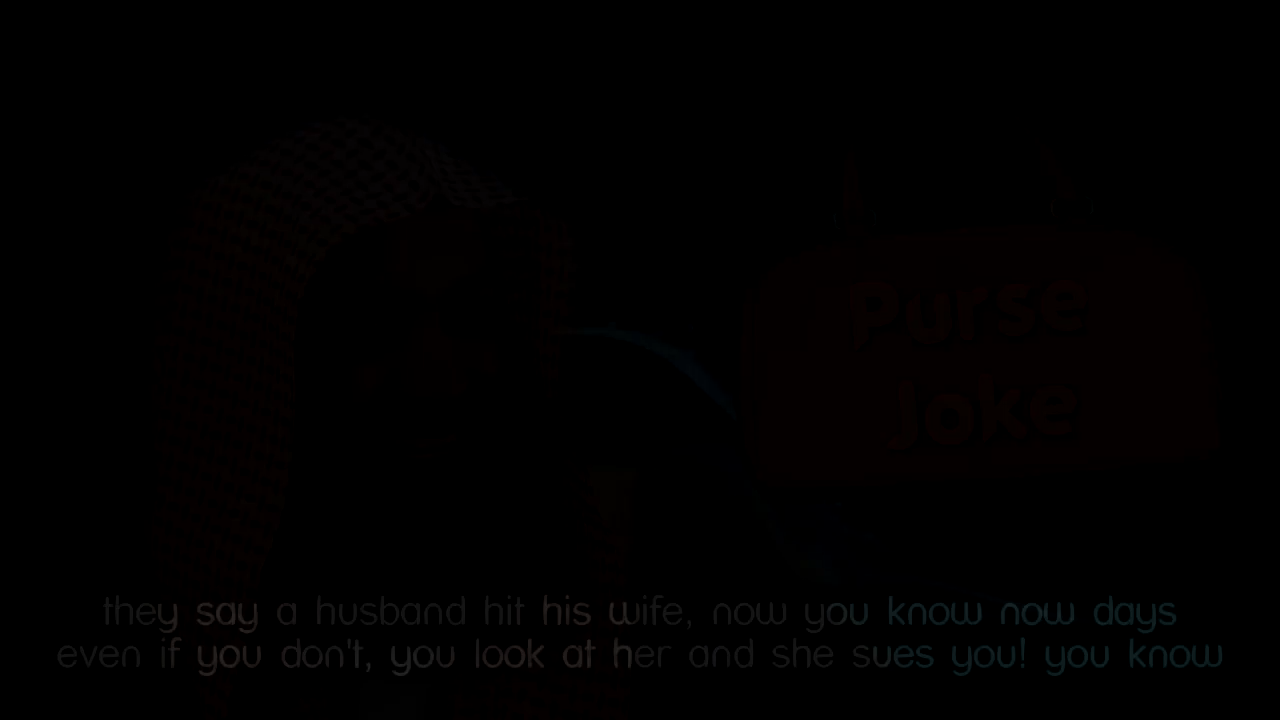 Purse
Joke
they say a husband hit his wife, now you know now days
even if you don't, you look at her and she sues you! you know